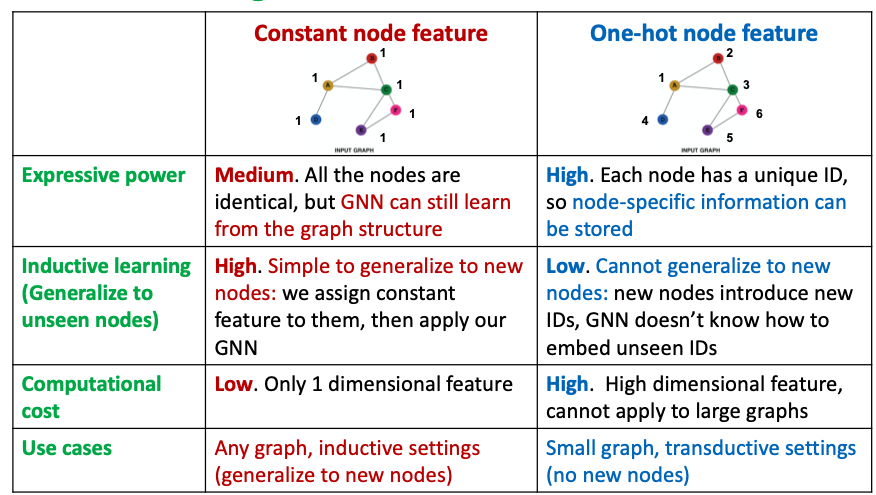 Constant node feature
1
1
1
1
1
1
A
B
C
D
E
F
INPUT GRAPH
One-hot node feature
2
1
3
4
6
5
A
B
C
D
E
F
INPUT GRAPH
Expressive power
Medium. All the nodes are
identical, but GNN can still learn
from the graph structure
High. Each node has a unique ID,
so node-specific information can
be stored
Inductive learning
(Generalize to
unseen nodes)
High. Simple to generalize to new
nodes: we assign constant
feature to them, then apply our
GNN
Low. Cannot generalize to new
nodes: new nodes introduce new
IDs, GNN doesn’t know how to
embed unseen IDs
Computational
cost
Low. Only 1 dimensional feature
High. High dimensional feature,
cannot apply to large graphs
Use cases
Any graph, inductive settings
(generalize to new nodes)
Small graph, transductive settings
(no new nodes)